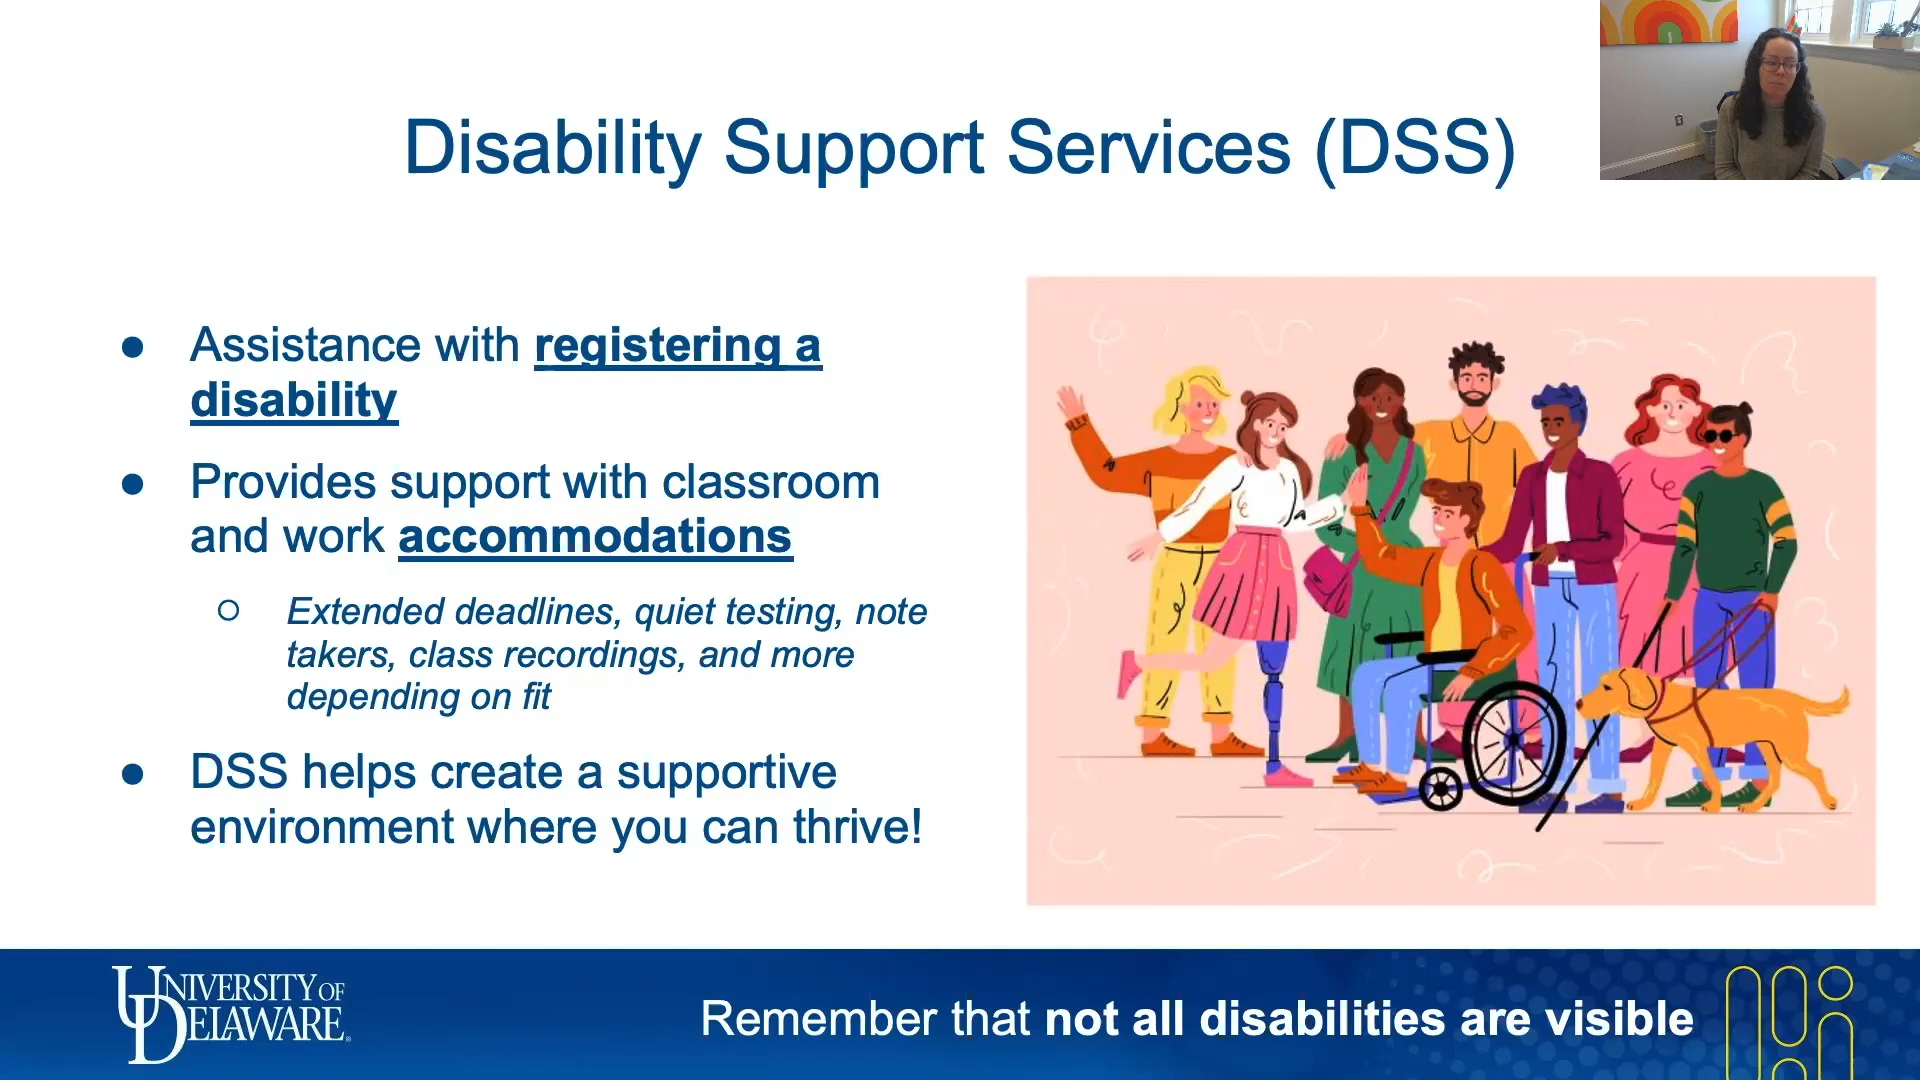 Disability Support Services (DSS)
● Assistance with registering a
disability
● Provides support with classroom
and work accommodations
○ Extended deadlines, quiet testing, note
takers, class recordings, and more
depending on fit
● DSS helps create a supportive
environment where you can thrive!
UNIVERSITY OF
DELAWARE
Remember that not all disabilities are visible